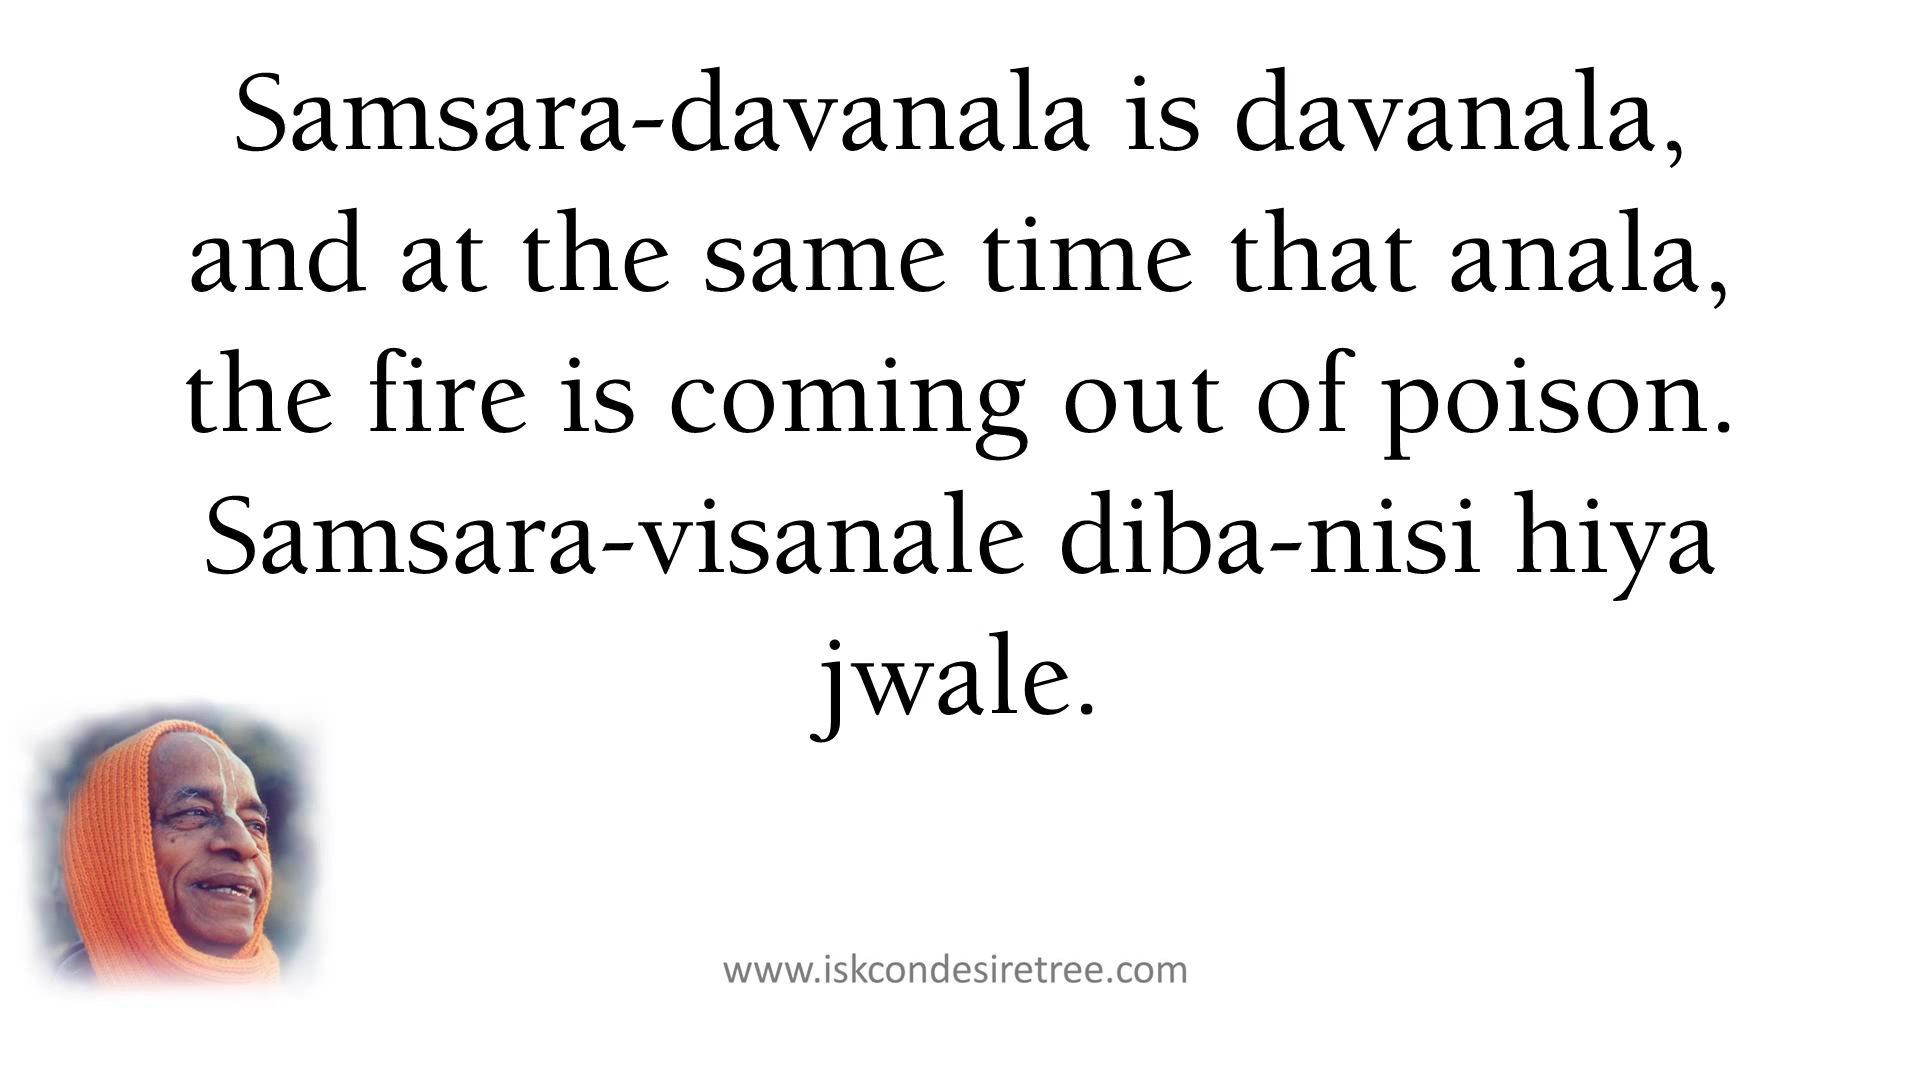 Samsara-davanala is davanala,
and at the same time that anala,
the fire is coming out of poison.
Samsara-visanale diba-nisi hiya
jwale.
www.iskcondesiretree.com